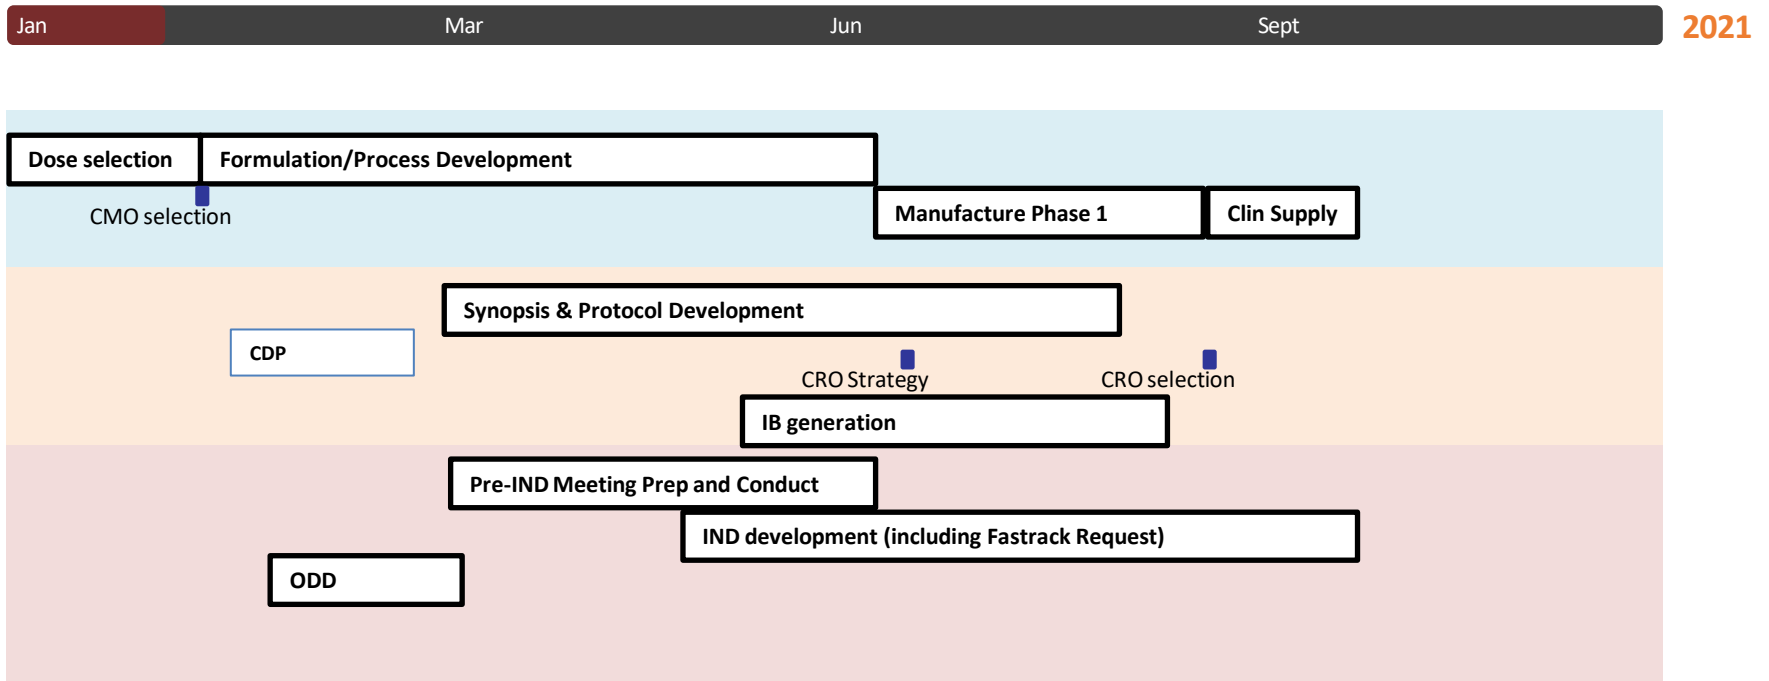 Jan Mar Jun Sept 2021
Dose selection Formulation/Process Development
CMO selection
Manufacture Phase 1 Clin Supply
Synopsis & Protocol Development
CDP
CRO Strategy CRO selection
IB generation
Pre-IND Meeting Prep and Conduct
IND development (including Fastrack Request)
ODD